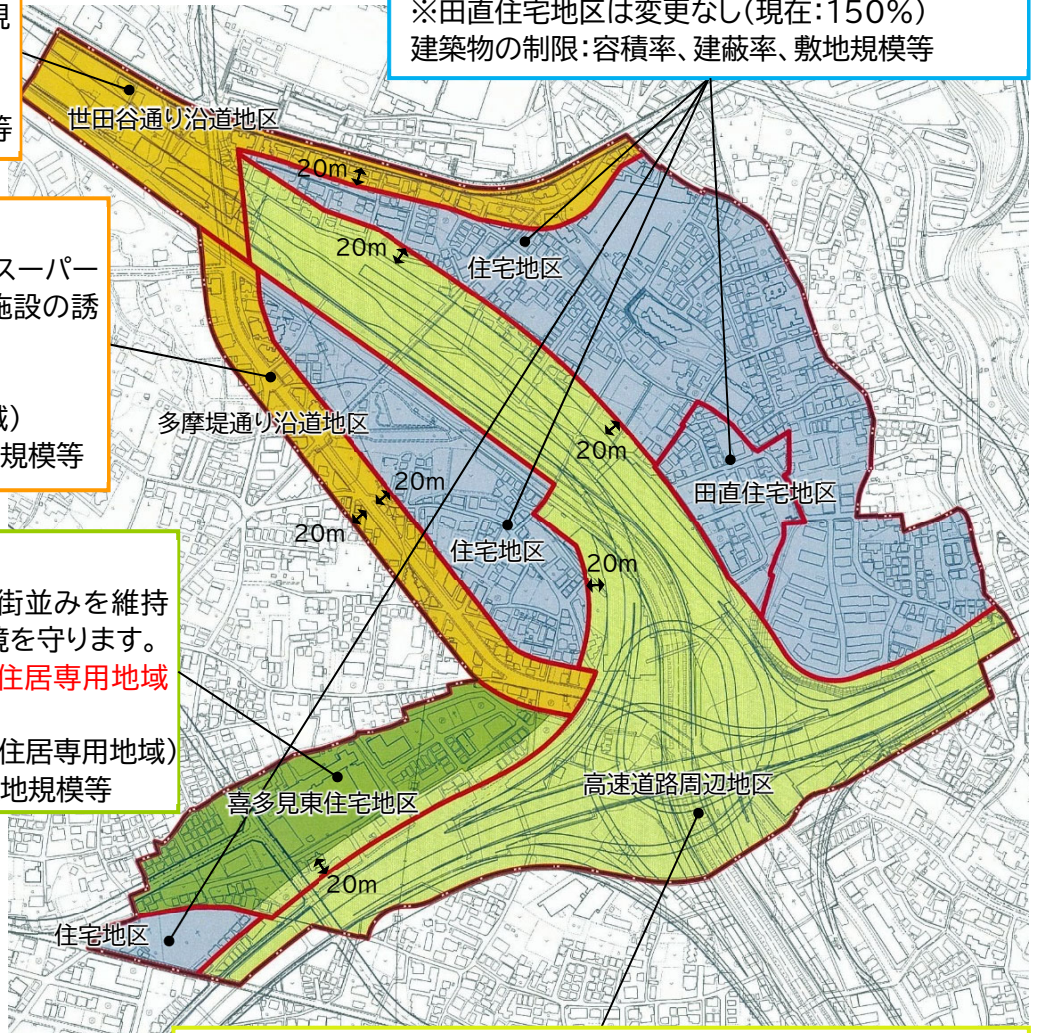 ※田直住宅地区は変更なし(現在:150%)
建築物の制限:容積率、建蔽率、敷地規模等
現
等
世田谷通り沿道地区
20m
20m
住宅地区
スーパー
施設の誘
域)
規模等
多摩堤通り沿道地区
20m
田直住宅地区
20m
20m
住宅地区
20m
街並みを維持
境を守ります。
住居専用地域
住居専用地域)
地規模等
喜多見東住宅地区
高速道路周辺地区
20m
住宅地区